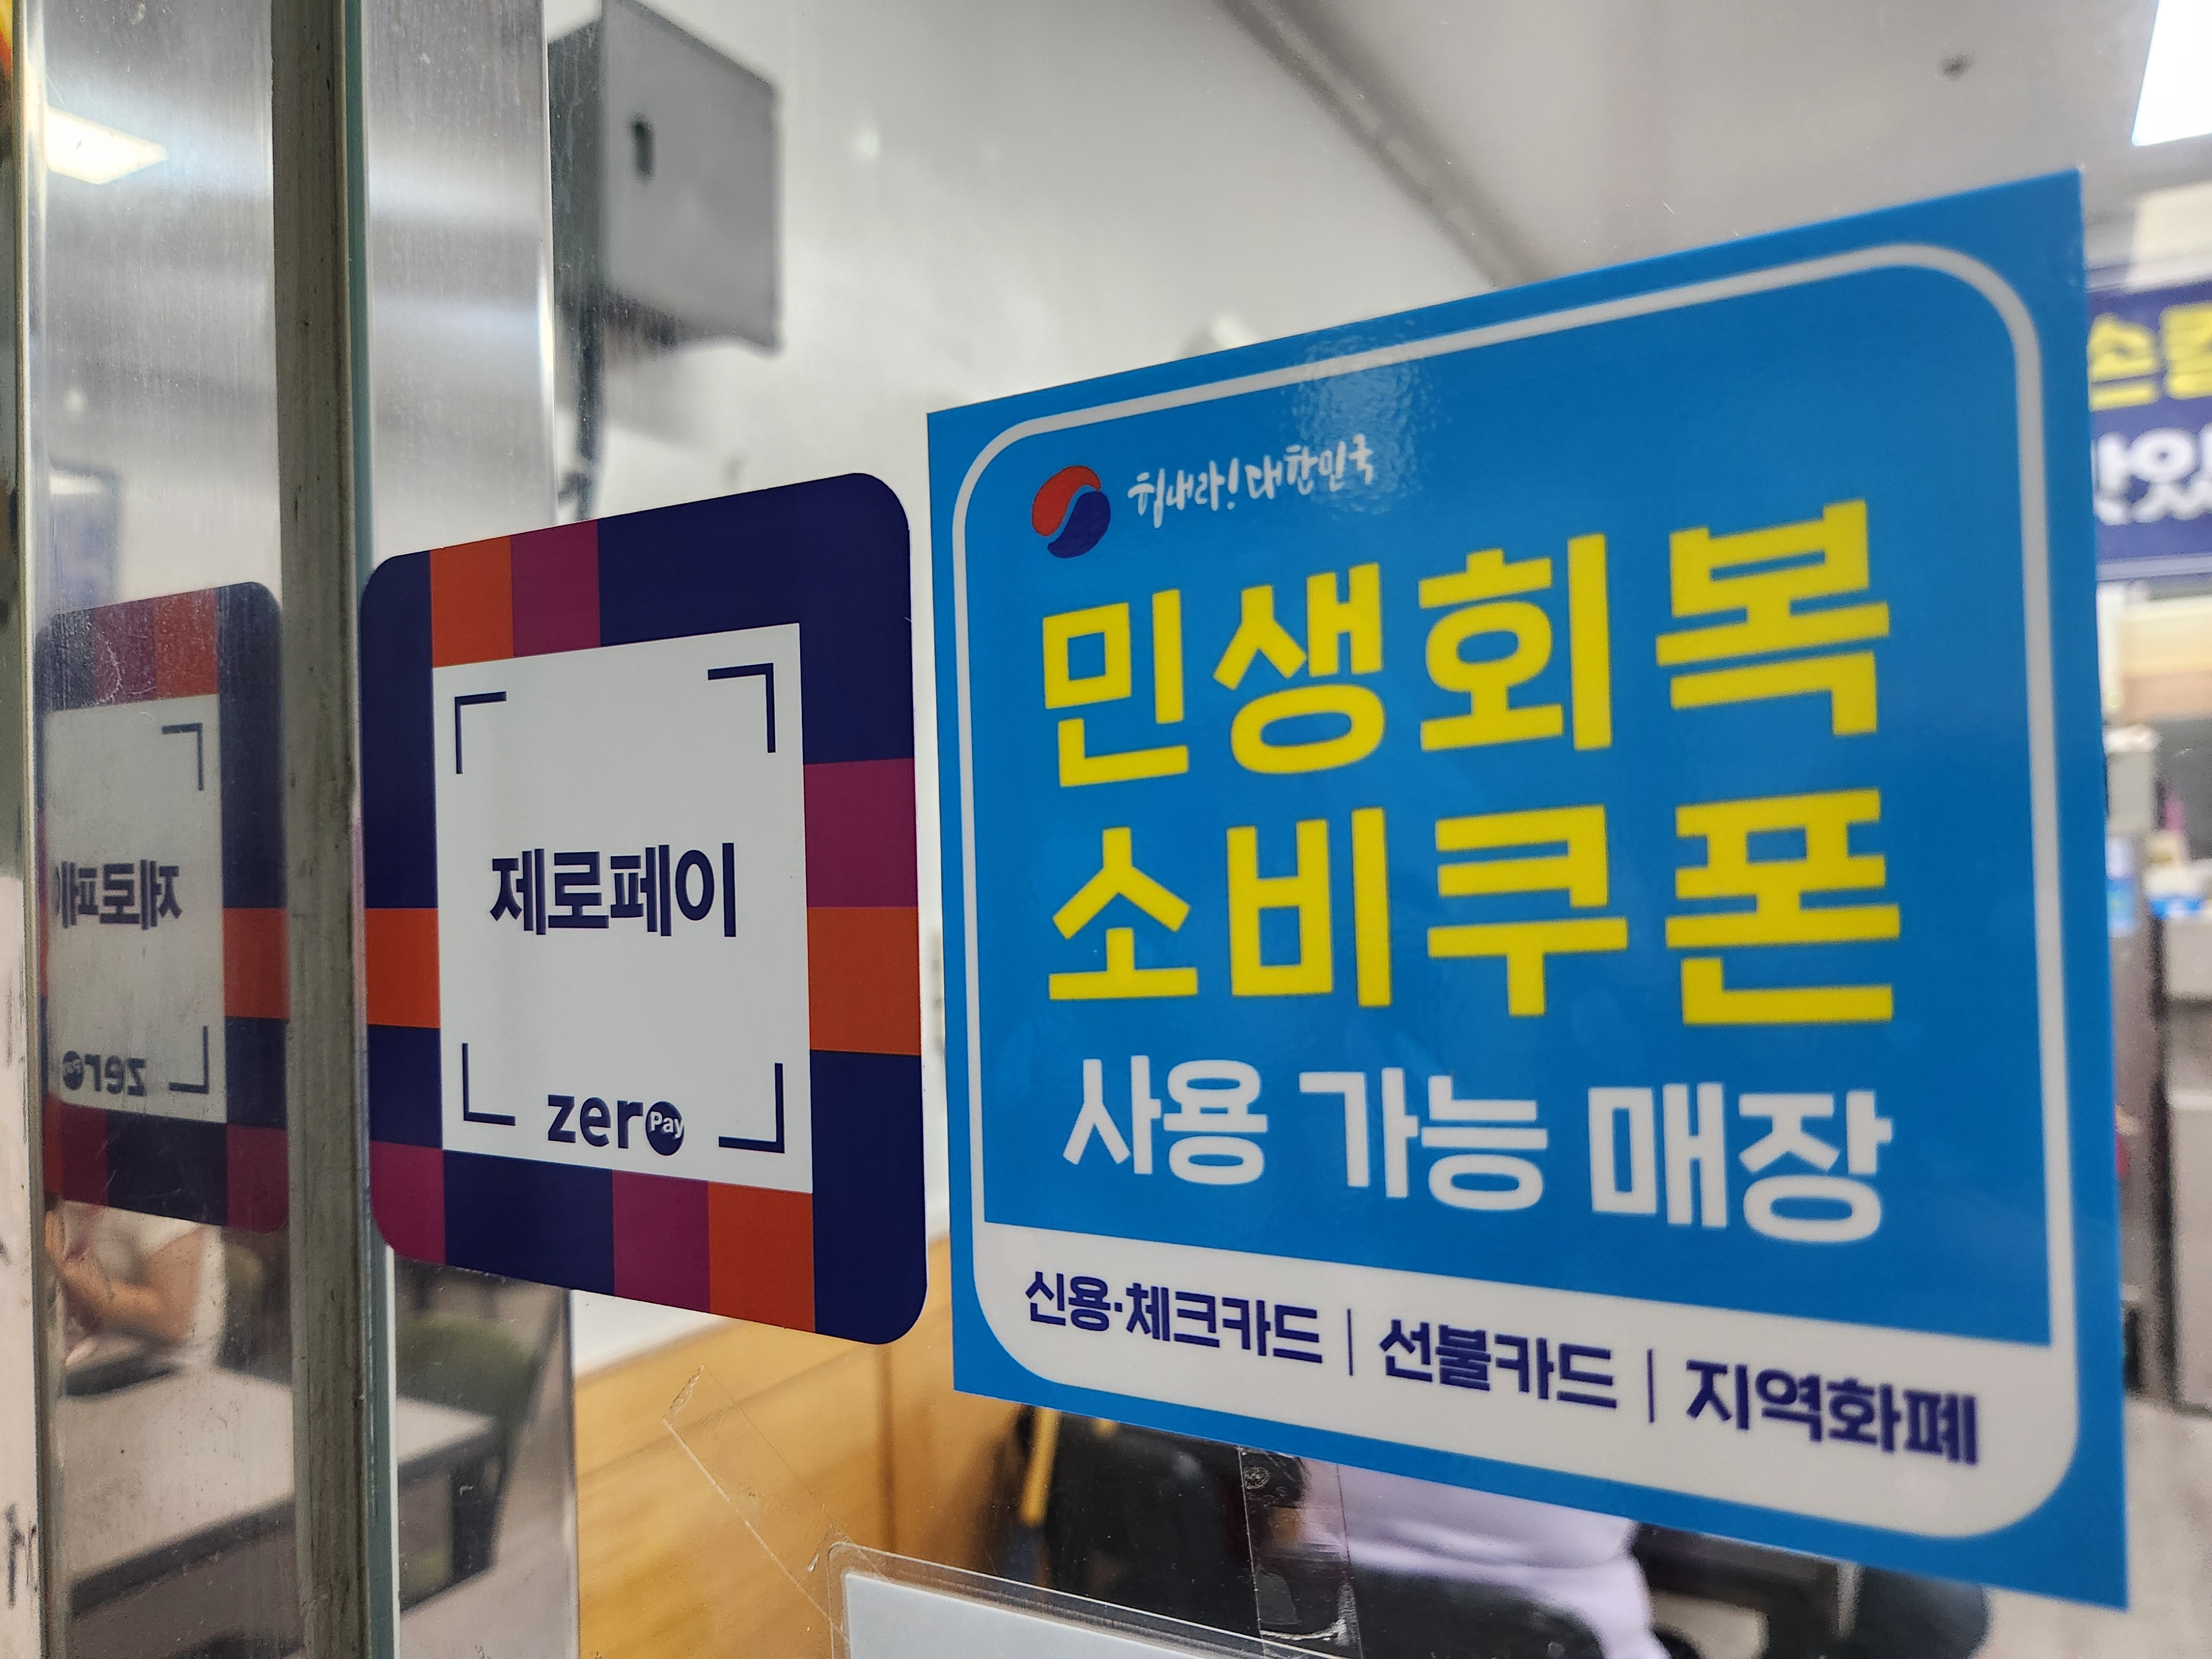 제로페이
zero Pay
힘내라! 대한민국
민생회복
소비쿠폰
사용 가능 매장
신용·체크카드 | 선불카드 | 지역화폐